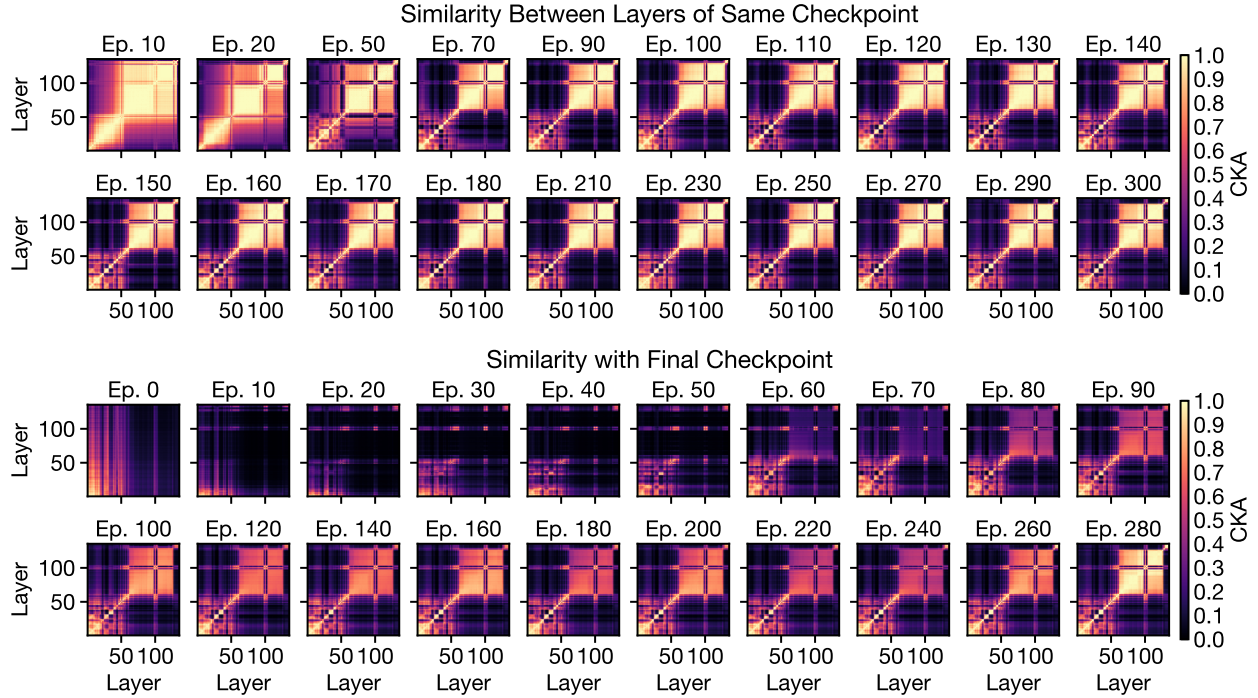 Similarity Between Layers of Same Checkpoint
Ep. 10 Ep. 20 Ep. 50 Ep. 70 Ep. 90 Ep. 100 Ep. 110 Ep. 120 Ep. 130 Ep. 140
Layer
100
50
Ep. 150 Ep. 160 Ep. 170 Ep. 180 Ep. 210 Ep. 230 Ep. 250 Ep. 270 Ep. 290 Ep. 300
Layer
100
50
50 100 50 100 50 100 50 100 50 100 50 100 50 100 50 100 50 100 50 100
1.0
0.9
0.8
0.7
0.6
0.5
0.4
0.3
0.2
0.1
0.0
CKA
Similarity with Final Checkpoint
Ep. 0 Ep. 10 Ep. 20 Ep. 30 Ep. 40 Ep. 50 Ep. 60 Ep. 70 Ep. 80 Ep. 90
Layer
100
50
Ep. 100 Ep. 120 Ep. 140 Ep. 160 Ep. 180 Ep. 200 Ep. 220 Ep. 240 Ep. 260 Ep. 280
Layer
100
50
50 100 50 100 50 100 50 100 50 100 50 100 50 100 50 100 50 100 50 100
Layer Layer Layer Layer Layer Layer Layer Layer Layer Layer
1.0
0.9
0.8
0.7
0.6
0.5
0.4
0.3
0.2
0.1
0.0
CKA